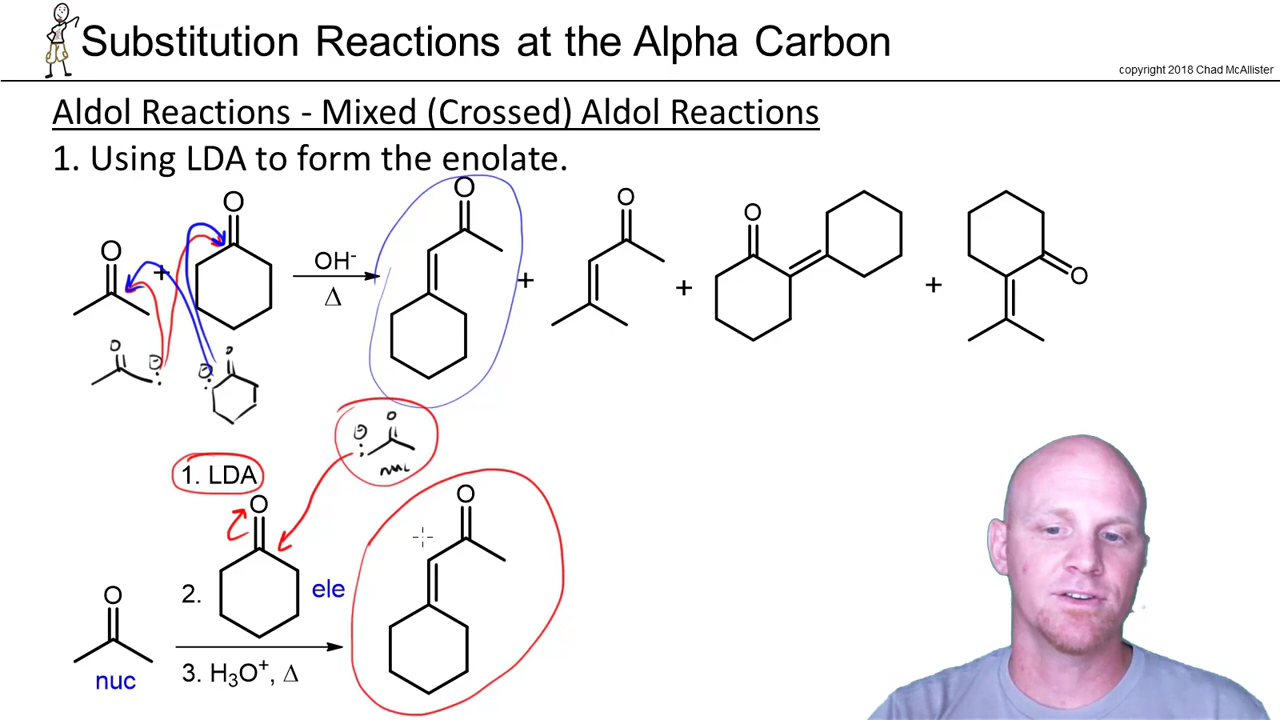 Substitution Reactions at the Alpha Carbon
copyright 2018 Chad McAllister
Aldol Reactions - Mixed (Crossed) Aldol Reactions
1. Using LDA to form the enolate.
O + O OH⁻ Δ O + O + O + O
O ⊖ ⊖ O
⊖ O
nuc
1. LDA
O O
2. ele
O
nuc
3. H₃O⁺, Δ